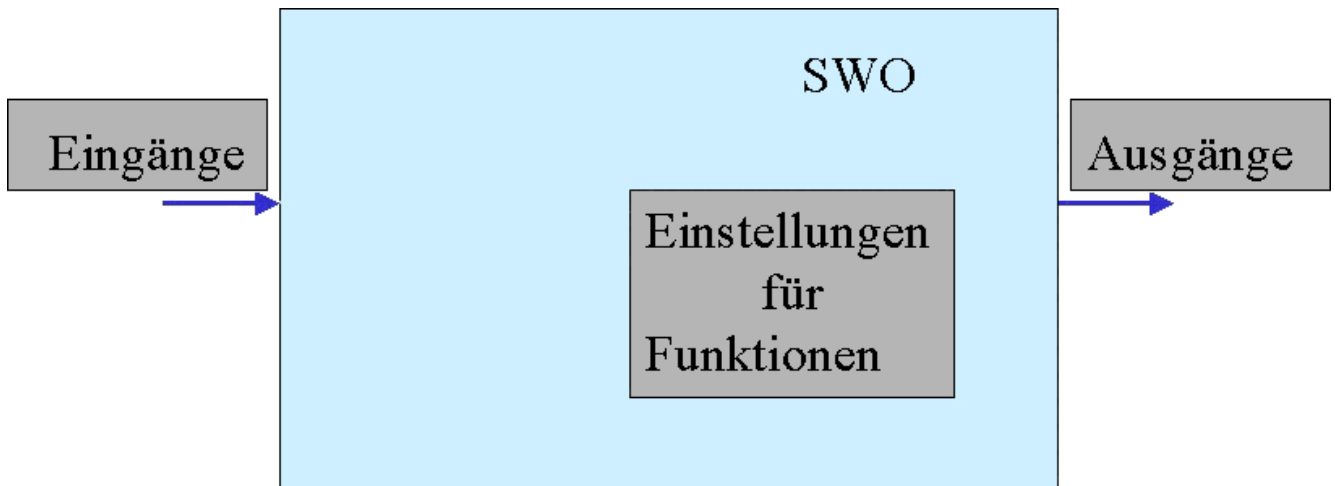 SWO
Eingänge
Ausgänge
Einstellungen
für
Funktionen